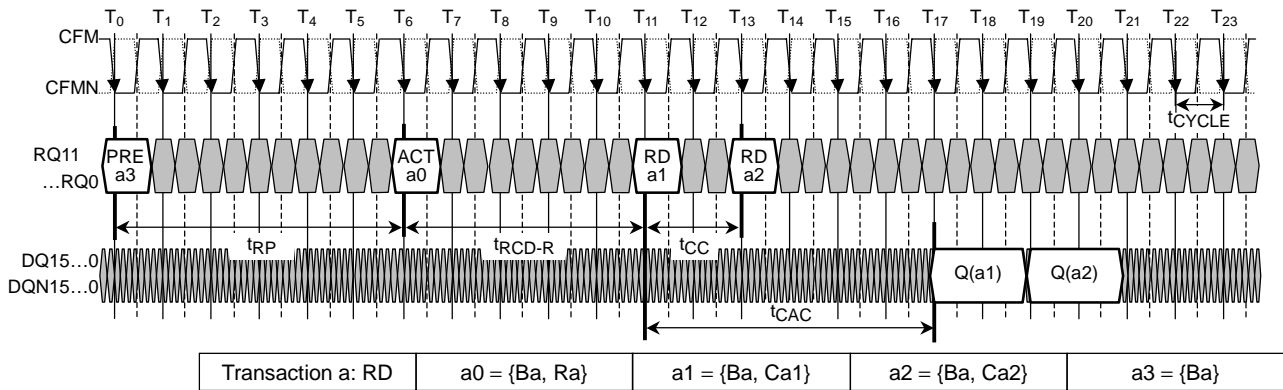 T0 T1 T2 T3 T4 T5 T6 T7 T8 T9 T10 T11 T12 T13 T14 T15 T16 T17 T18 T19 T20 T21 T22 T23
CFM
CFMN
tCYCLE
RQ11
…RQ0
PRE
a3
ACT
a0
RD
a1
RD
a2
tRP
tRCD-R
tCC
DQ15…0
DQN15…0
Q(a1)
Q(a2)
tCAC
Transaction a: RD
a0 = {Ba, Ra}
a1 = {Ba, Ca1}
a2 = {Ba, Ca2}
a3 = {Ba}